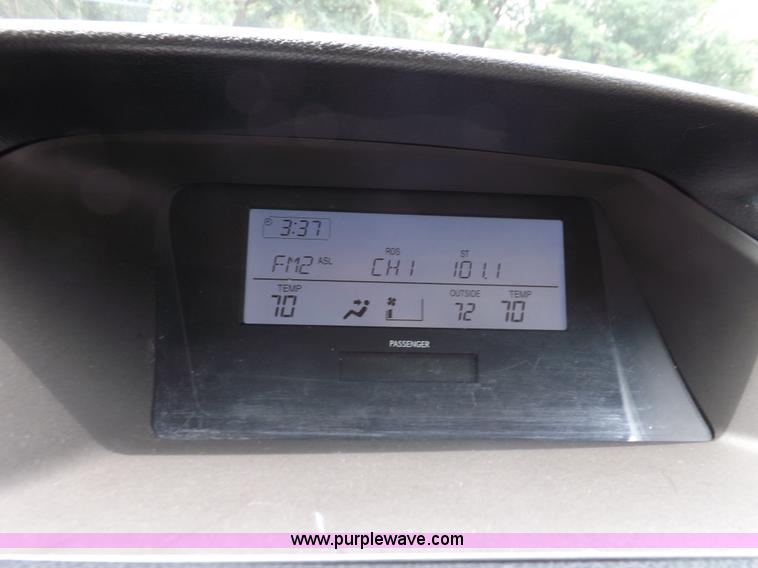 3:37
RDS ST
FM2 ASL CH1 101.1
TEMP OUTSIDE TEMP
70 72 70
PASSENGER
www.purplewave.com